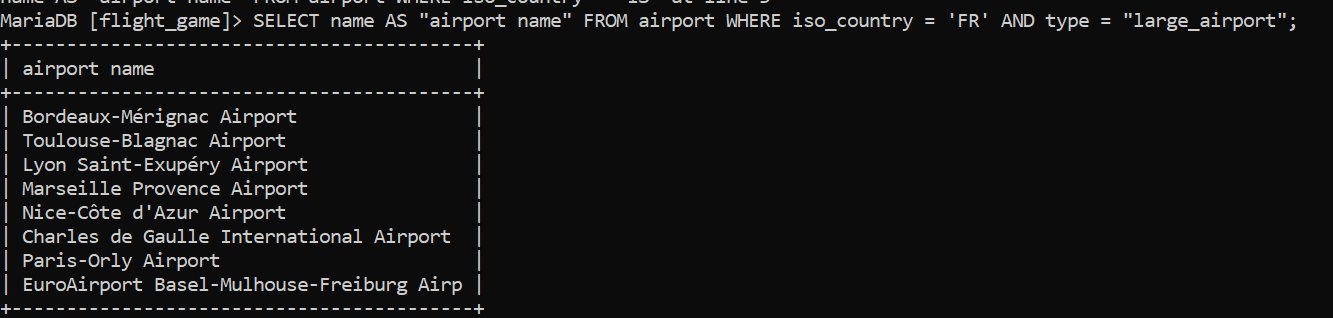 MariaDB [flight_game]> SELECT name AS "airport name" FROM airport WHERE iso_country = 'FR' AND type = "large_airport";
+------------------------------------------+
| airport name                             |
+------------------------------------------+
| Bordeaux-Mérignac Airport                |
| Toulouse-Blagnac Airport                 |
| Lyon Saint-Exupéry Airport               |
| Marseille Provence Airport               |
| Nice-Côte d'Azur Airport                 |
| Charles de Gaulle International Airport  |
| Paris-Orly Airport                       |
| EuroAirport Basel-Mulhouse-Freiburg Airp |
+------------------------------------------+